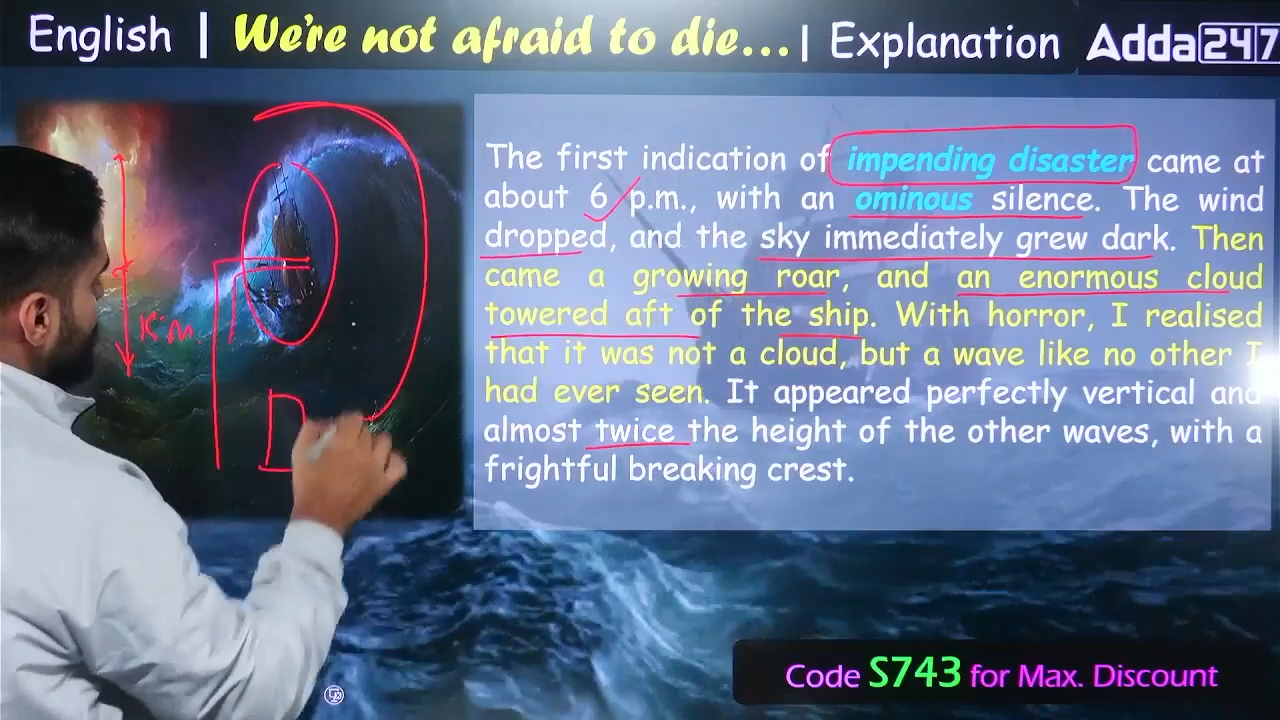 English | We're not afraid to die... | Explanation Adda247
The first indication of impending disaster came at
about 6 p.m., with an ominous silence. The wind
dropped, and the sky immediately grew dark. Then
came a growing roar, and an enormous cloud
towered aft of the ship. With horror, I realised
that it was not a cloud, but a wave like no other I
had ever seen. It appeared perfectly vertical and
almost twice the height of the other waves, with a
frightful breaking crest.
Code S743 for Max. Discount